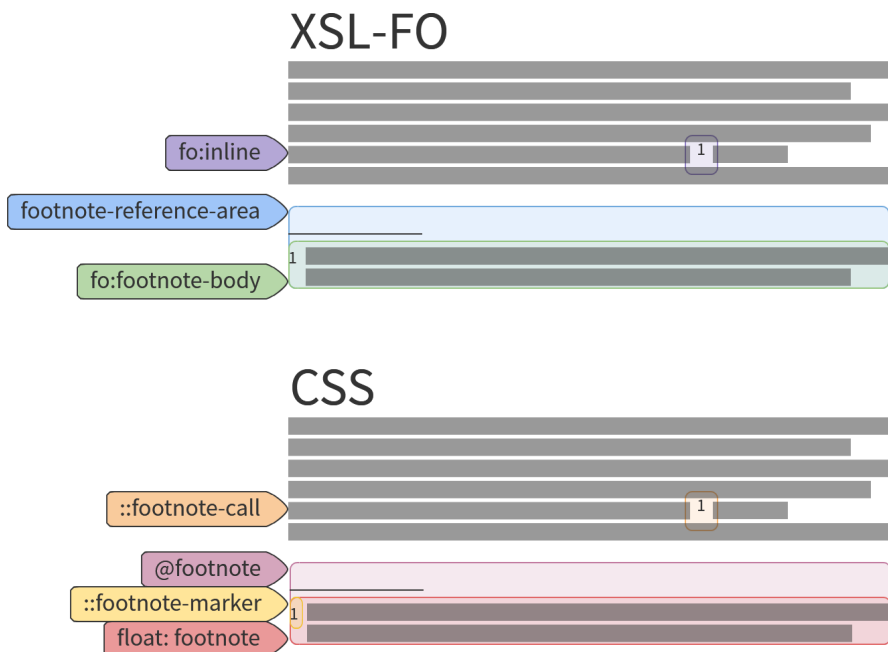 XSL-FO
fo:inline
1
footnote-reference-area
1
fo:footnote-body
CSS
::footnote-call
1
@footnote
::footnote-marker
1
float: footnote